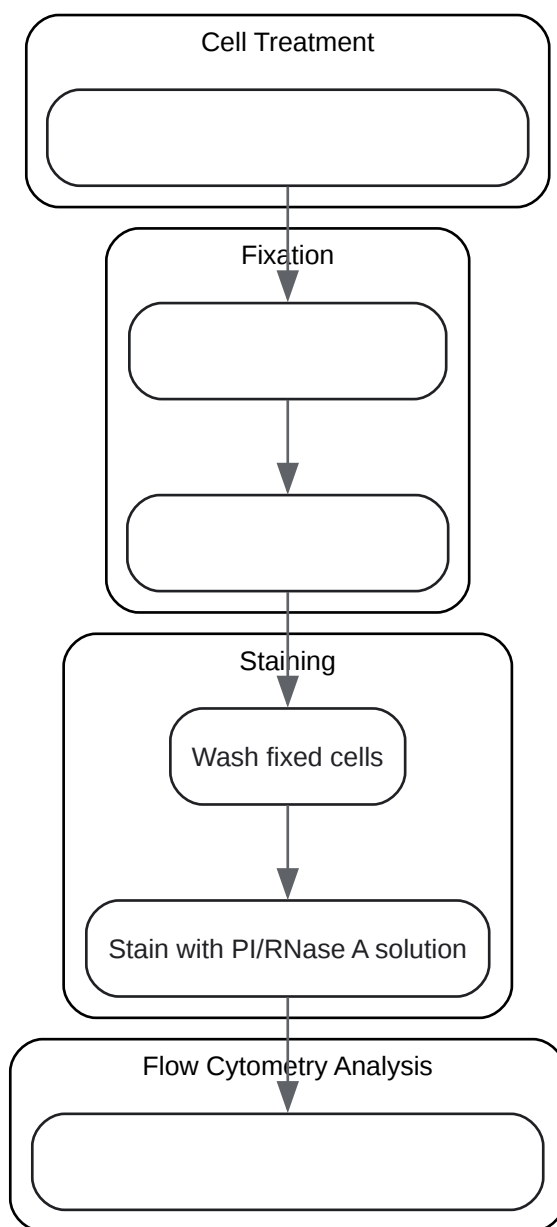 Cell Treatment
Fixation
Staining
Wash fixed cells
Stain with PI/RNase A solution
Flow Cytometry Analysis